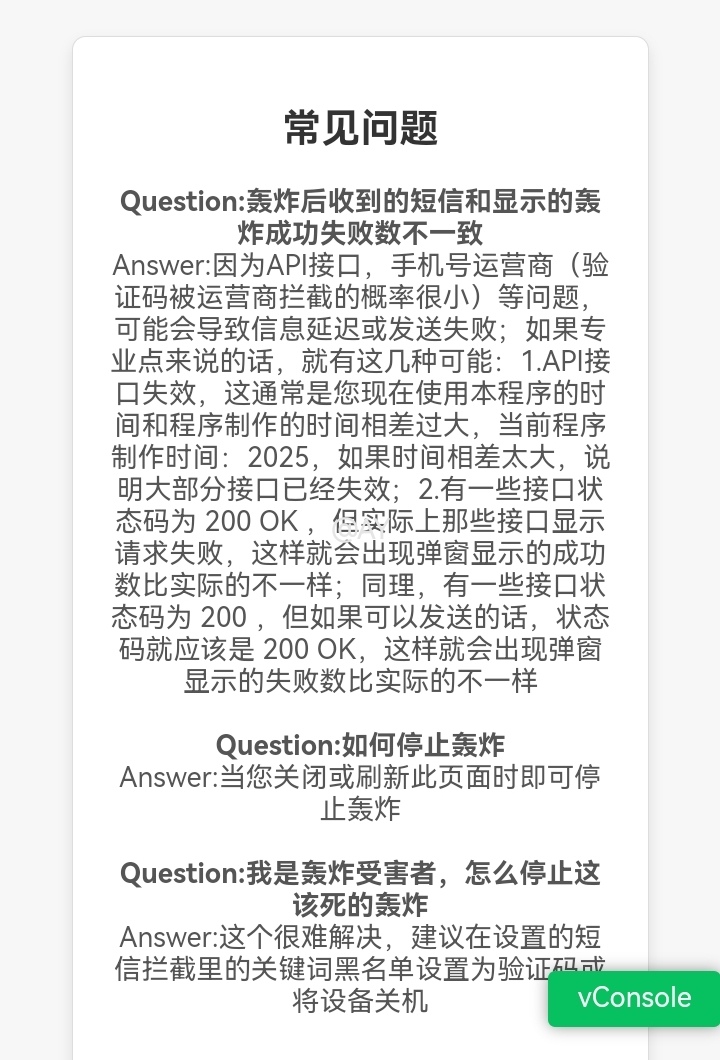 常见问题
Question:轰炸后收到的短信和显示的轰
炸成功失败数不一致
Answer:因为API接口，手机号运营商（验
证码被运营商拦截的概率很小）等问题，
可能会导致信息延迟或发送失败；如果专
业点来说的话，就有这几种可能：1.API接
口失效，这通常是您现在使用本程序的时
间和程序制作的时间相差过大，当前程序
制作时间：2025，如果时间相差太大，说
明大部分接口已经失效；2.有一些接口状
态码为 200 OK ，但实际上那些接口显示
请求失败，这样就会出现弹窗显示的成功
数比实际的不一样；同理，有一些接口状
态码为 200 ，但如果可以发送的话，状态
码就应该是 200 OK，这样就会出现弹窗
显示的失败数比实际的不一样
Question:如何停止轰炸
Answer:当您关闭或刷新此页面时即可停
止轰炸
Question:我是轰炸受害者，怎么停止这
该死的轰炸
Answer:这个很难解决，建议在设置的短
信拦截里的关键词黑名单设置为验证码或
将设备关机
vConsole